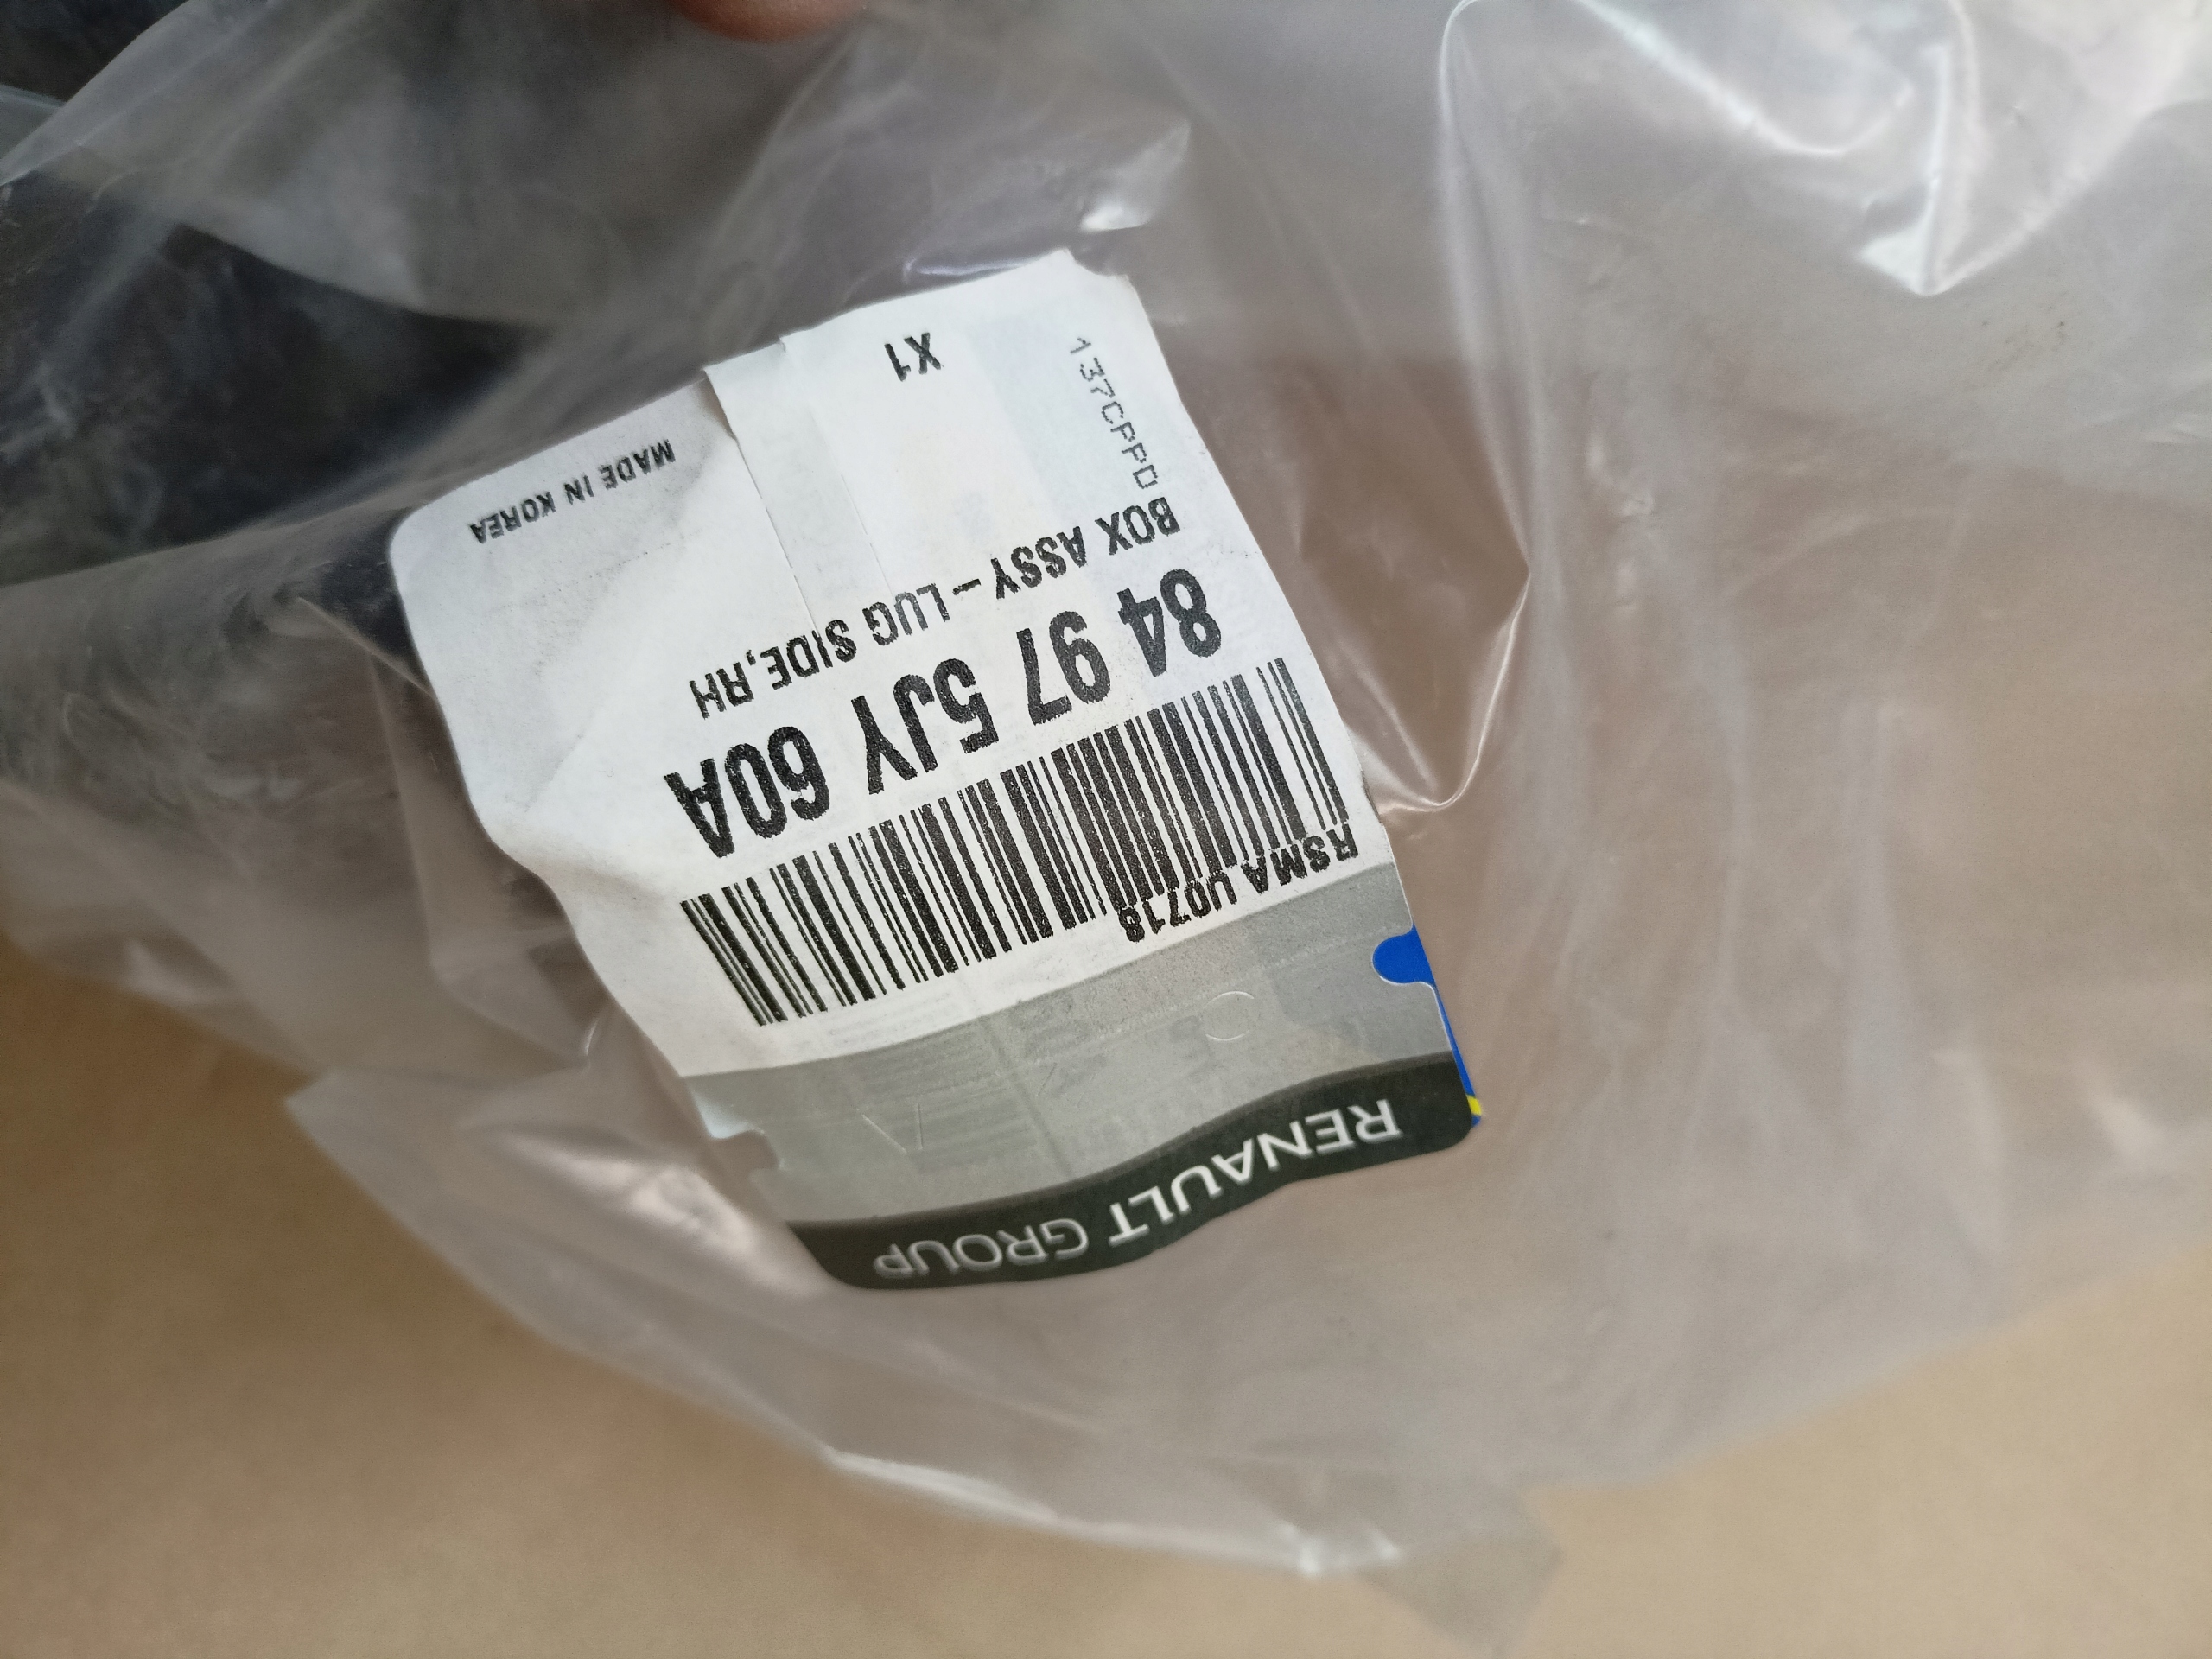 RENAULT GROUP
RSMA U0718
84 97 5JY 60A
BOX ASSY – LUG SIDE,RH
137CPPD
X1
MADE IN KOREA